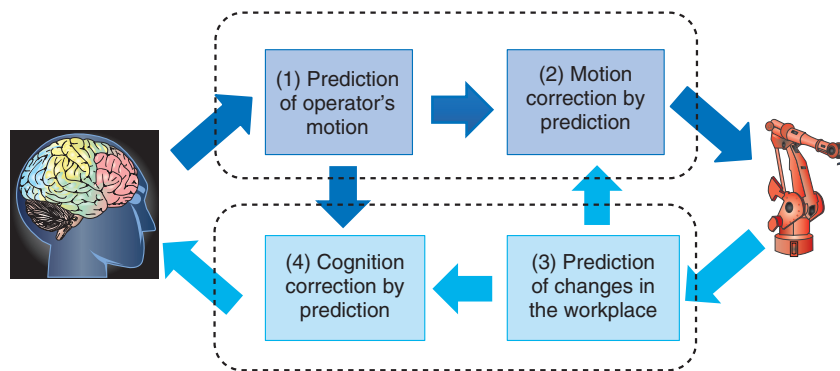 (1) Prediction
of operator's
motion
(2) Motion
correction by
prediction
(4) Cognition
correction by
prediction
(3) Prediction
of changes in
the workplace